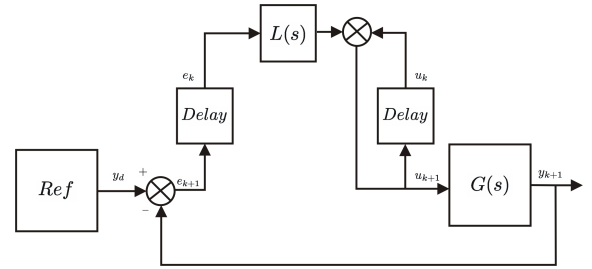 L(s)
e_k
u_k
Delay
Delay
Ref
y_d
+
−
e_{k+1}
u_{k+1}
G(s)
y_{k+1}